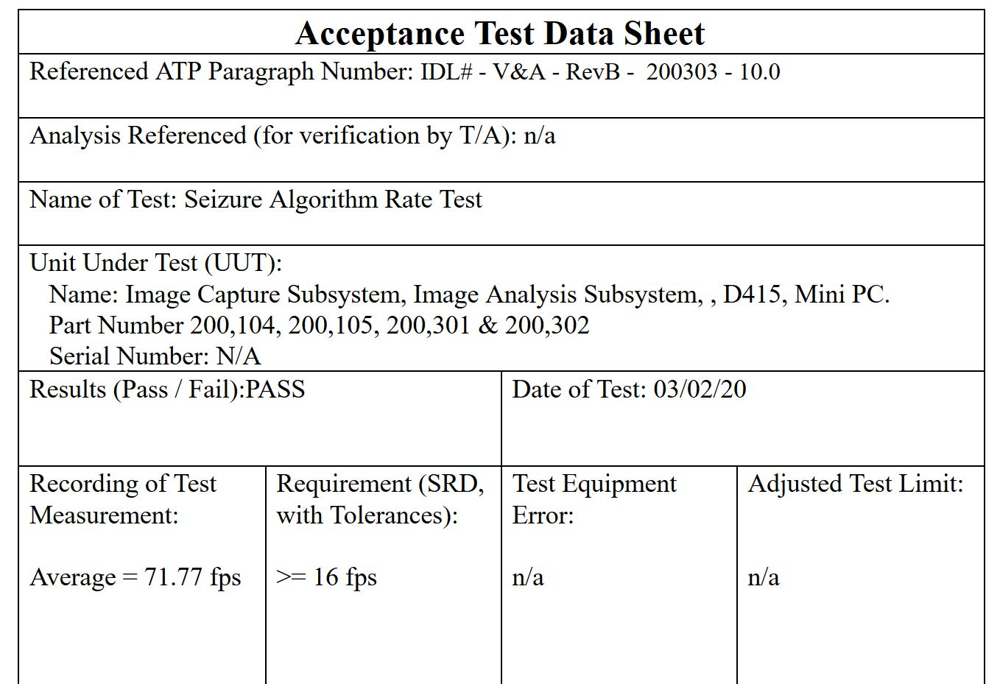 Acceptance Test Data Sheet
Referenced ATP Paragraph Number: IDL# - V&A - RevB -  200303 - 10.0
Analysis Referenced (for verification by T/A): n/a
Name of Test: Seizure Algorithm Rate Test
Unit Under Test (UUT):
Name: Image Capture Subsystem, Image Analysis Subsystem, , D415, Mini PC.
Part Number 200,104, 200,105, 200,301 & 200,302
Serial Number: N/A
Results (Pass / Fail):PASS
Date of Test: 03/02/20
Recording of Test
Measurement:
Average = 71.77 fps
Requirement (SRD,
with Tolerances):
>= 16 fps
Test Equipment
Error:
n/a
Adjusted Test Limit:
n/a